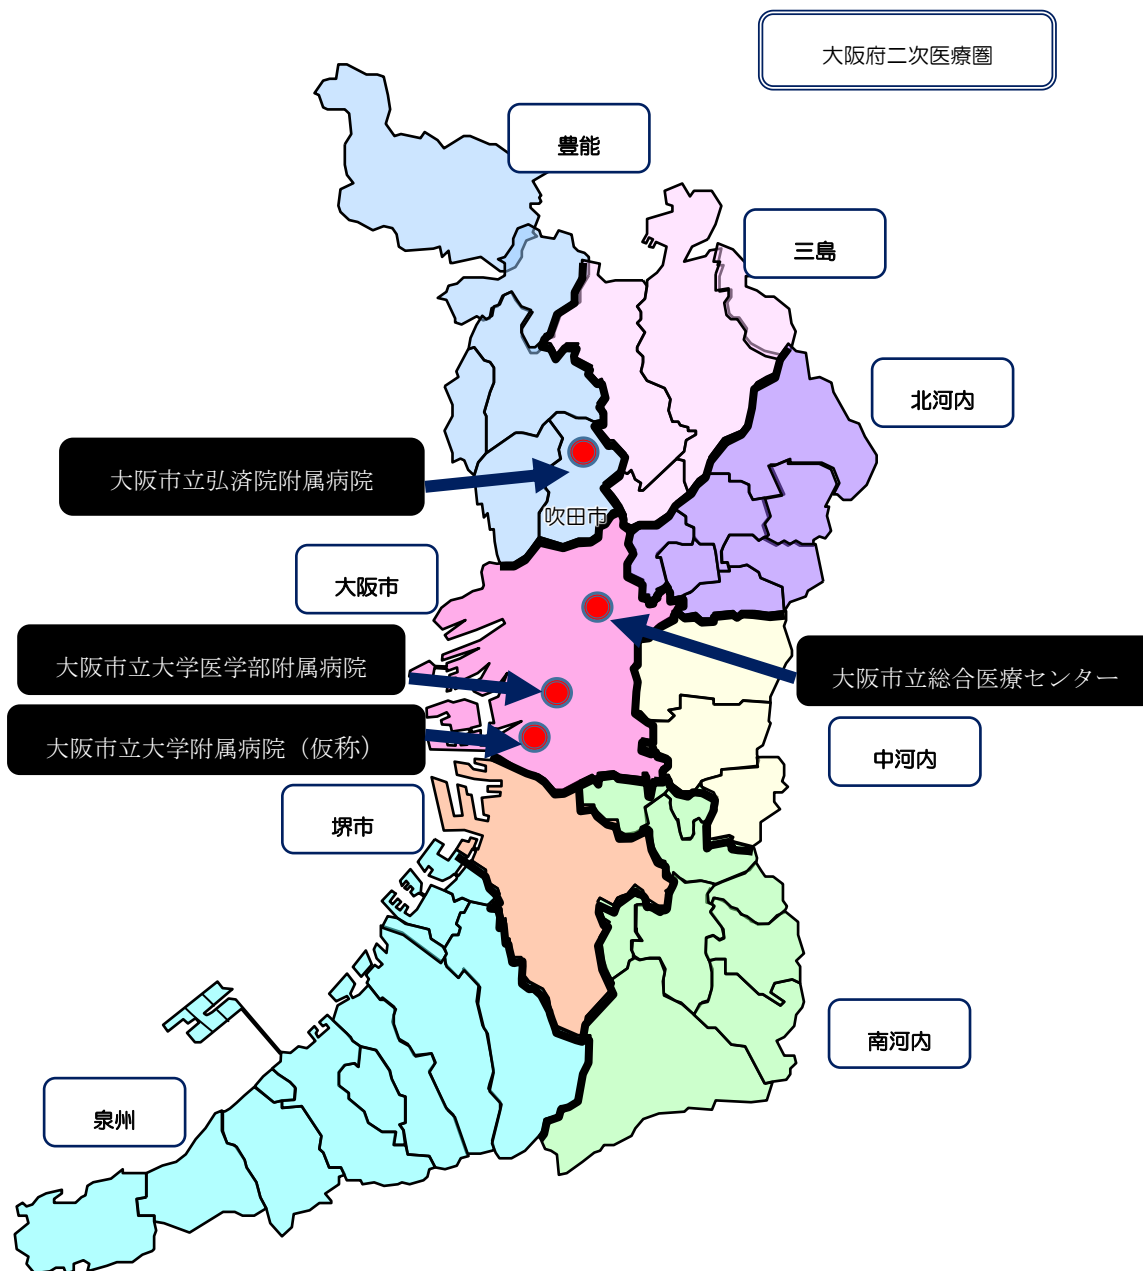 大阪府二次医療圏
豊能
三島
北河内
大阪市立弘済院附属病院
吹田市
大阪市
大阪市立大学医学部附属病院
大阪市立総合医療センター
大阪市立大学附属病院（仮称）
中河内
堺市
南河内
泉州